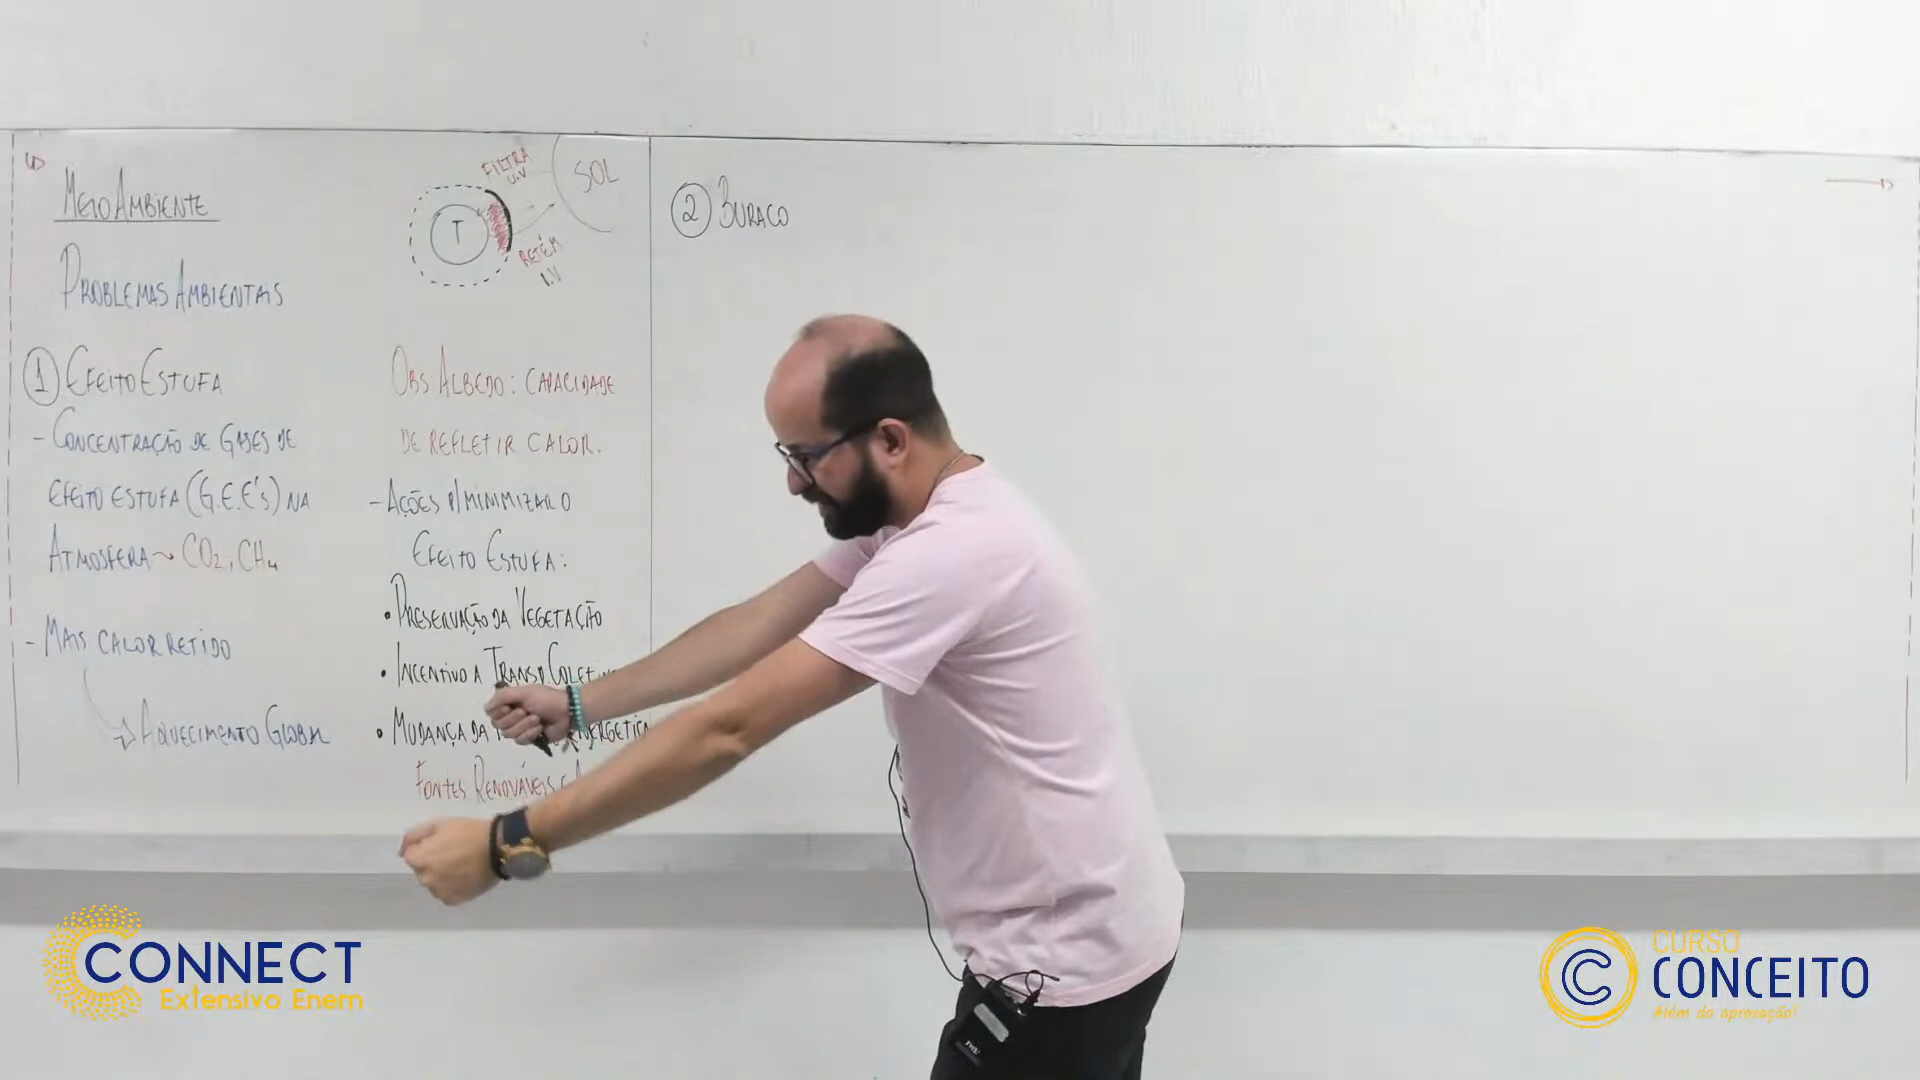 MEIO AMBIENTE
PROBLEMAS AMBIENTAIS
1 EFEITO ESTUFA
- CONCENTRAÇÃO DE GASES DE
EFEITO ESTUFA (G.E.E'S) NA
ATMOSFERA → CO2, CH4
- MAIS CALOR RETIDO
AQUECIMENTO GLOBAL
FILTRA
U.V
SOL
T
RETÉM
I.V
OBS ALBEDO: CAPACIDADE
DE REFLETIR CALOR.
- AÇÕES P/ MINIMIZAR O
EFEITO ESTUFA:
• PRESERVAÇÃO DA VEGETAÇÃO
• INCENTIVO A TRANSP. COLET
• MUDANÇA DA ENERGÉTICA
FONTES RENOVÁVEIS
2 BURACO
CONNECT
Extensivo Enem
CURSO
CONCEITO
Além da aprovação!